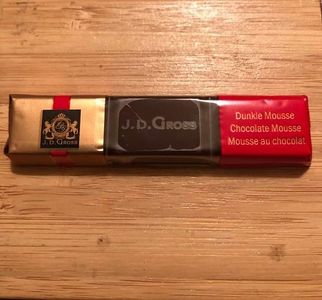 J.D.Gross
J.D.Gross
Dunkle Mousse
Chocolate Mousse
Mousse au chocolat